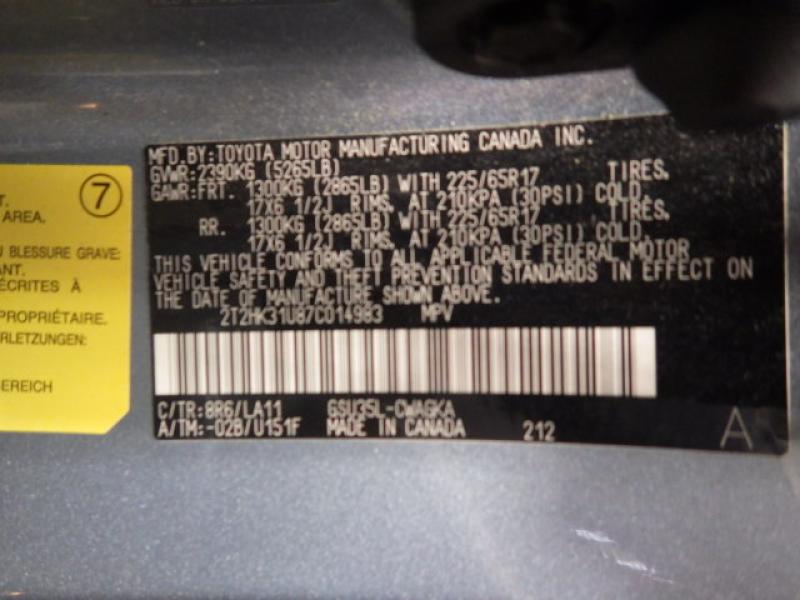 7
T.
AREA.
BLESSURE GRAVE:
ANT.
ÉCRITES À
PROPRIÉTAIRE.
ERLETZUNGEN:
BEREICH
MFD.BY:TOYOTA MOTOR MANUFACTURING CANADA INC.
GVWR:2390KG (5265LB)
GAWR:FRT. 1300KG (2865LB) WITH 225/65R17 TIRES,
17X6 1/2J RIMS, AT 210KPA (30PSI) COLD.
RR. 1300KG (2865LB) WITH 225/65R17 TIRES,
17X6 1/2J RIMS, AT 210KPA (30PSI) COLD.
THIS VEHICLE CONFORMS TO ALL APPLICABLE FEDERAL MOTOR
VEHICLE SAFETY AND THEFT PREVENTION STANDARDS IN EFFECT ON
THE DATE OF MANUFACTURE SHOWN ABOVE.
2T2HK31U87C014983 MPV
C/TR:8R6/LA11 GSU35L-CWAGKA
A/TM:-02B/U151F MADE IN CANADA 212 A